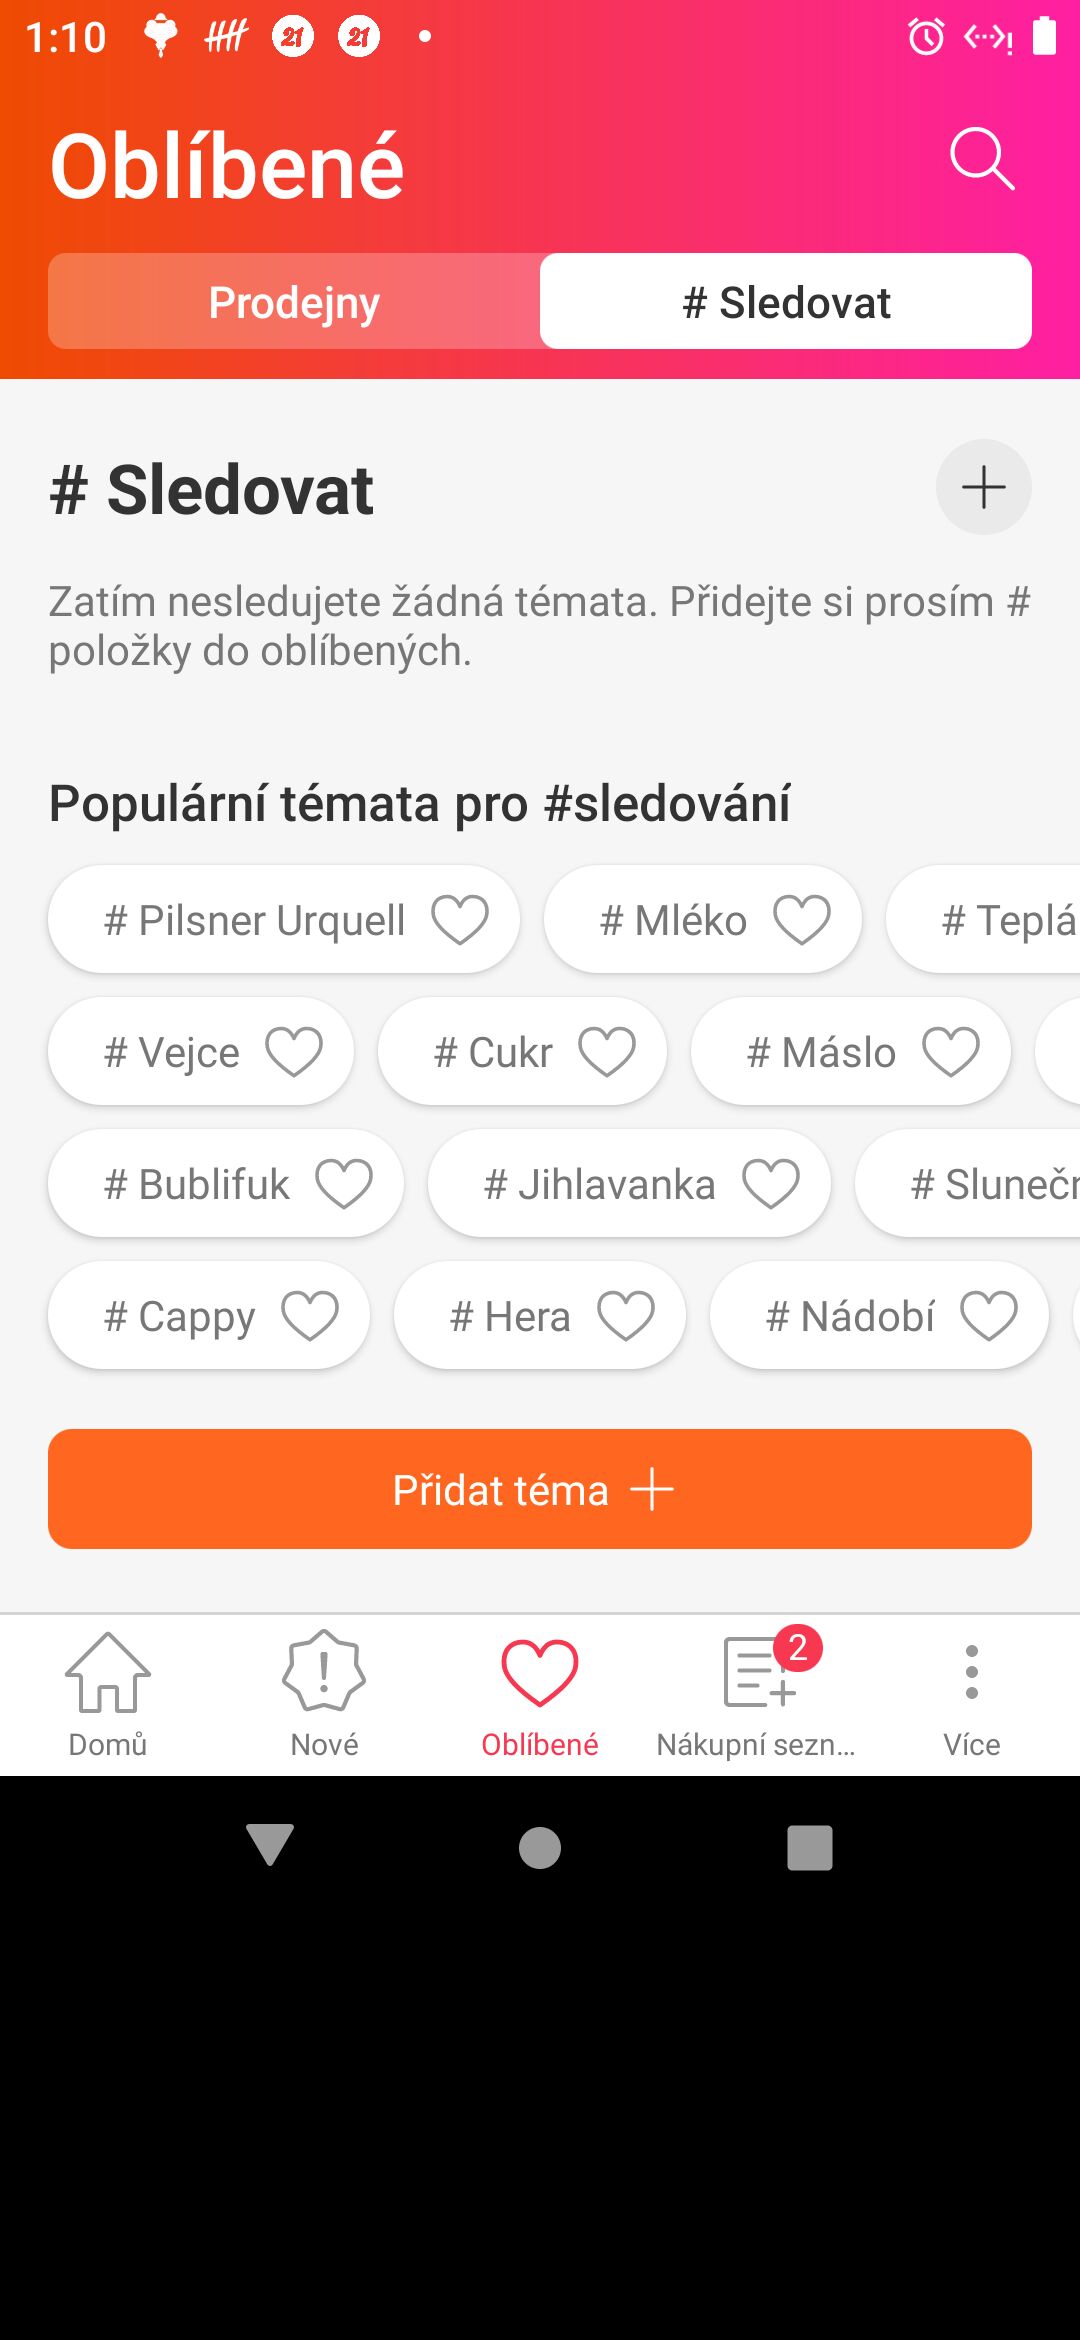 1:10
21 21
Oblíbené
Prodejny
# Sledovat
# Sledovat
Zatím nesledujete žádná témata. Přidejte si prosím #
položky do oblíbených.
Populární témata pro #sledování
# Pilsner Urquell
# Mléko
# Teplá
# Vejce
# Cukr
# Máslo
# Bublifuk
# Jihlavanka
# Slunečn
# Cappy
# Hera
# Nádobí
Přidat téma
2
Domů
Nové
Oblíbené
Nákupní sezn...
Více